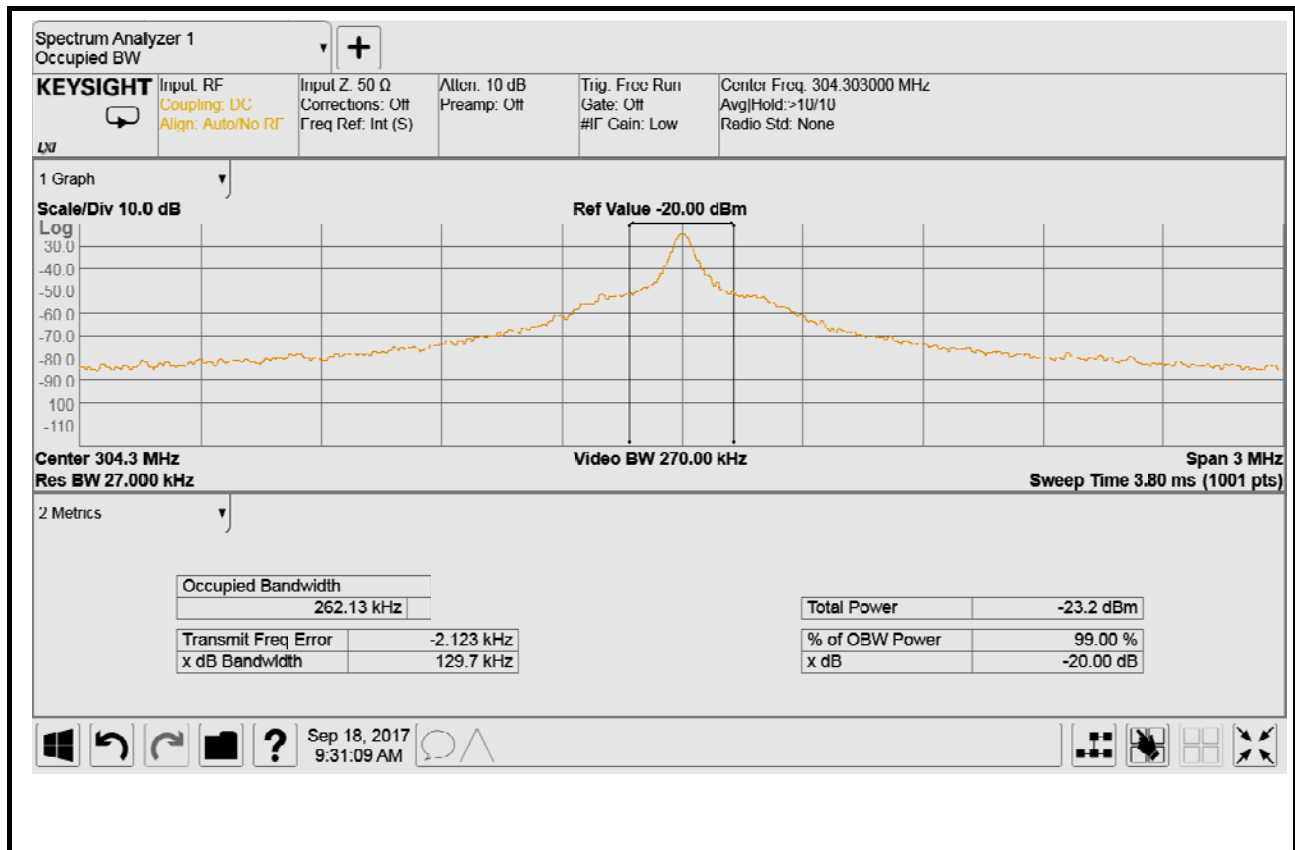 Spectrum Analyzer 1
Occupied BW
KEYSIGHT
LXI
Input: RF
Coupling: DC
Align: Auto/No RF
Input Z: 50 Ω
Corrections: Off
Freq Ref: Int (S)
Atten: 10 dB
Preamp: Off
Trig: Free Run
Gate: Off
#IF Gain: Low
Center Freq: 304.303000 MHz
Avg|Hold:>10/10
Radio Std: None
1 Graph
Scale/Div 10.0 dB
Ref Value -20.00 dBm
Log
30.0
-40.0
-50.0
-60.0
-70.0
-80.0
-90.0
100
-110
Center 304.3 MHz
Video BW 270.00 kHz
Span 3 MHz
Res BW 27.000 kHz
Sweep Time 3.80 ms (1001 pts)
2 Metrics
Occupied Bandwidth
262.13 kHz
Total Power -23.2 dBm
Transmit Freq Error -2.123 kHz
% of OBW Power 99.00 %
x dB Bandwidth 129.7 kHz
x dB -20.00 dB
?
Sep 18, 2017
9:31:09 AM